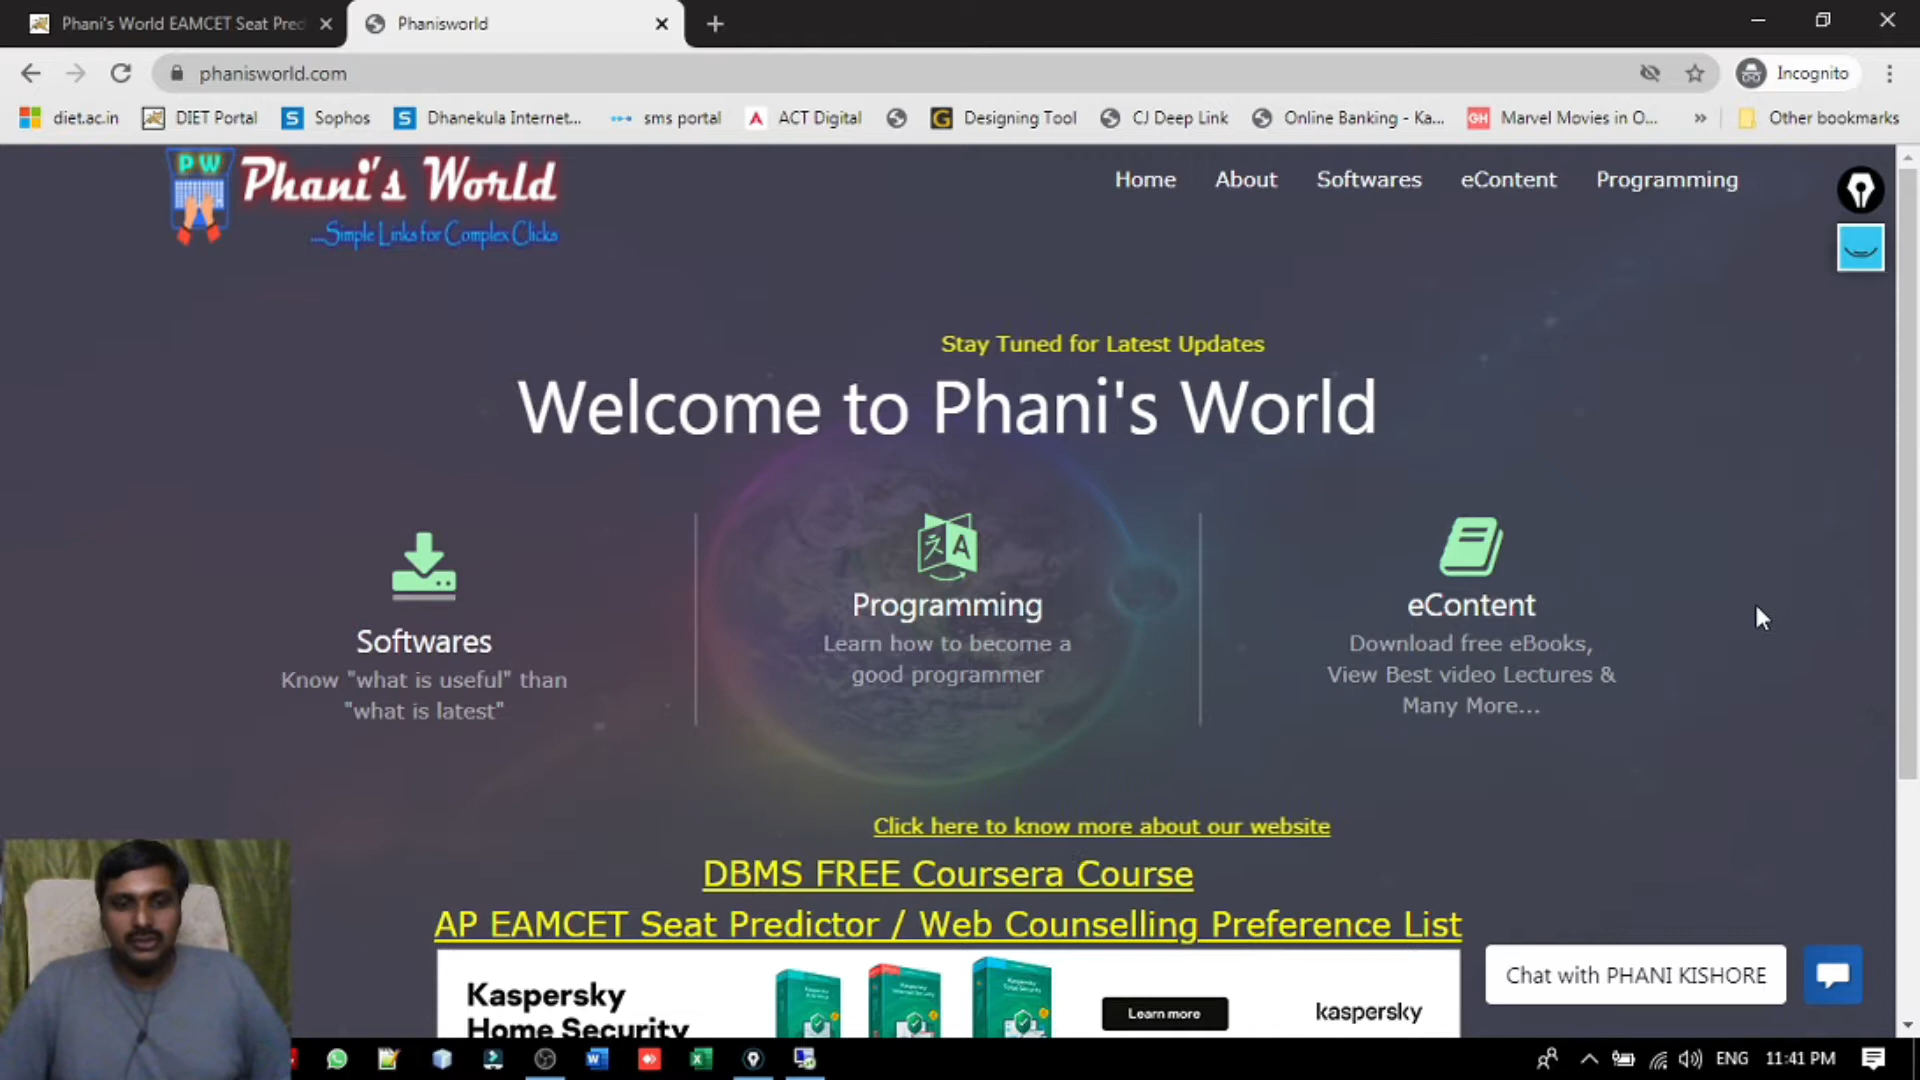 Phani's World EAMCET Seat Pred
Phanisworld
phanisworld.com
Incognito
diet.ac.in
DIET Portal
Sophos
Dhanekula Internet...
sms portal
ACT Digital
Designing Tool
CJ Deep Link
Online Banking - Ka...
GH
Marvel Movies in O...
Other bookmarks
PW
Phani's World
....Simple Links for Complex Clicks
Home
About
Softwares
eContent
Programming
Stay Tuned for Latest Updates
Welcome to Phani's World
Softwares
Know "what is useful" than
"what is latest"
Programming
Learn how to become a
good programmer
eContent
Download free eBooks,
View Best video Lectures &
Many More...
Click here to know more about our website
DBMS FREE Coursera Course
AP EAMCET Seat Predictor / Web Counselling Preference List
Kaspersky
Home Security
Learn more
kaspersky
Chat with PHANI KISHORE
ENG
11:41 PM